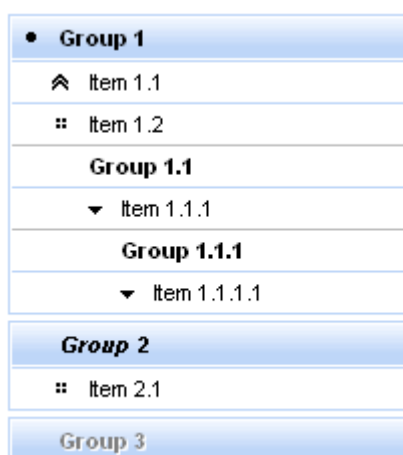 Group 1
Item 1.1
Item 1.2
Group 1.1
Item 1.1.1
Group 1.1.1
Item 1.1.1.1
Group 2
Item 2.1
Group 3